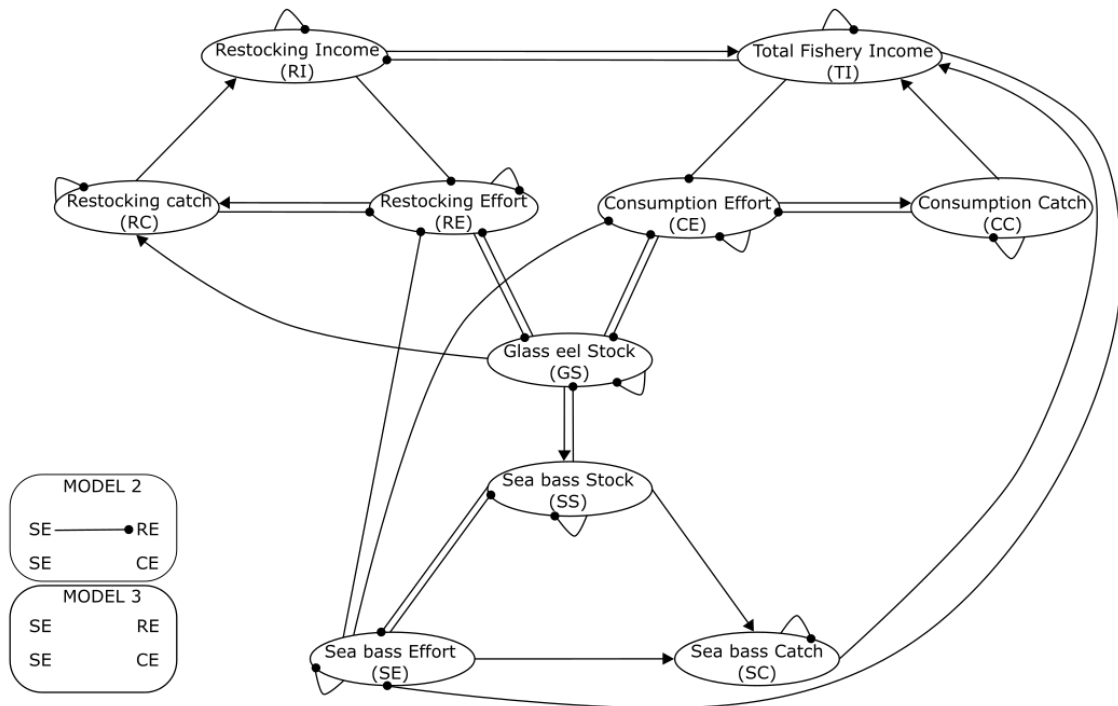 Restocking Income
(RI)
Total Fishery Income
(TI)
Restocking catch
(RC)
Restocking Effort
(RE)
Consumption Effort
(CE)
Consumption Catch
(CC)
Glass eel Stock
(GS)
Sea bass Stock
(SS)
MODEL 2
SE RE
SE CE
MODEL 3
SE RE
SE CE
Sea bass Effort
(SE)
Sea bass Catch
(SC)